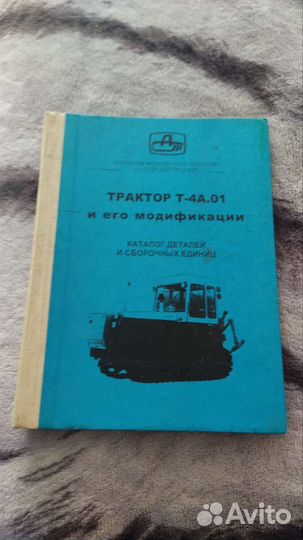 ТРАКТОР Т-4А.01
и его модификации
КАТАЛОГ ДЕТАЛЕЙ
И СБОРОЧНЫХ ЕДИНИЦ
Avito